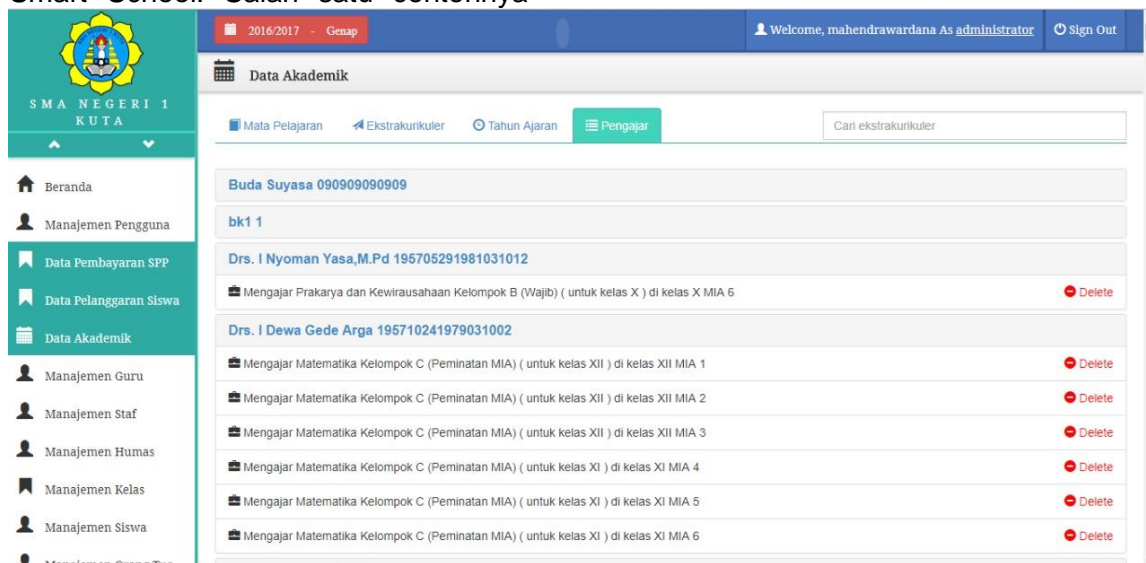 Smart School. Salah satu contohnya
2016/2017 - Genap
Welcome, mahendrawardana As administrator
Sign Out
SMA NEGERI 1
KUTA
Data Akademik
Mata Pelajaran
Ekstrakurikuler
Tahun Ajaran
Pengajar
Cari ekstrakurikuler
Beranda
Manajemen Pengguna
Data Pembayaran SPP
Data Pelanggaran Siswa
Data Akademik
Manajemen Guru
Manajemen Staf
Manajemen Humas
Manajemen Kelas
Manajemen Siswa
Buda Suyasa 090909090909
bk1 1
Drs. I Nyoman Yasa,M.Pd 195705291981031012
Mengajar Prakarya dan Kewirausahaan Kelompok B (Wajib) ( untuk kelas X ) di kelas X MIA 6 Delete
Drs. I Dewa Gede Arga 195710241979031002
Mengajar Matematika Kelompok C (Peminatan MIA) ( untuk kelas XII ) di kelas XII MIA 1 Delete
Mengajar Matematika Kelompok C (Peminatan MIA) ( untuk kelas XII ) di kelas XII MIA 2 Delete
Mengajar Matematika Kelompok C (Peminatan MIA) ( untuk kelas XII ) di kelas XII MIA 3 Delete
Mengajar Matematika Kelompok C (Peminatan MIA) ( untuk kelas XI ) di kelas XI MIA 4 Delete
Mengajar Matematika Kelompok C (Peminatan MIA) ( untuk kelas XI ) di kelas XI MIA 5 Delete
Mengajar Matematika Kelompok C (Peminatan MIA) ( untuk kelas XI ) di kelas XI MIA 6 Delete